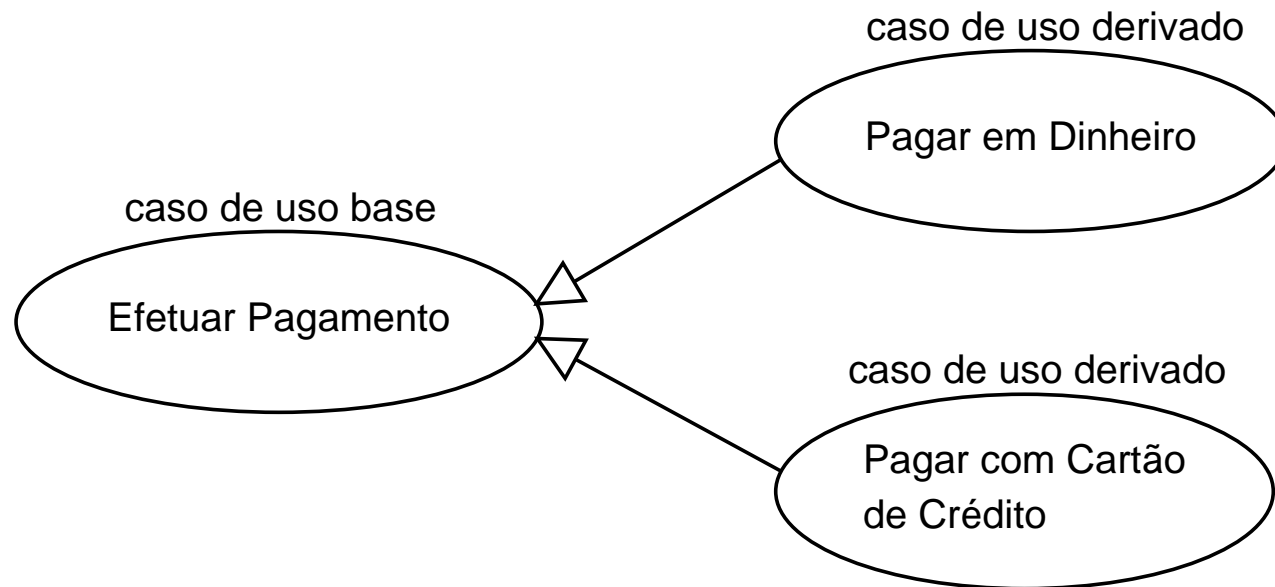 caso de uso derivado
Pagar em Dinheiro
caso de uso base
Efetuar Pagamento
caso de uso derivado
Pagar com Cartão
de Crédito